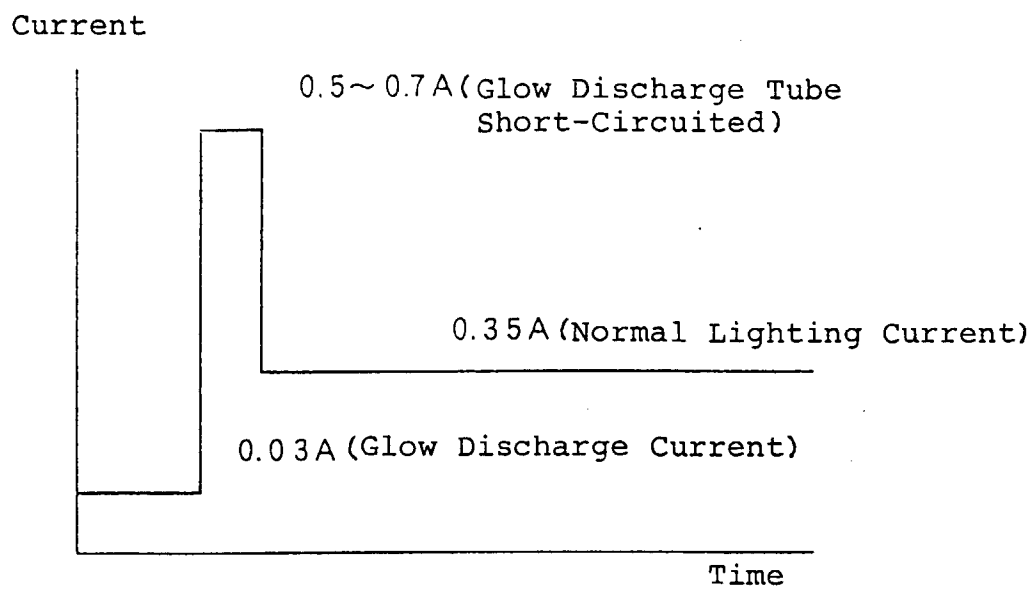 Current
0.5~0.7A(Glow Discharge Tube
Short-Circuited)
0.35A(Normal Lighting Current)
0.03A(Glow Discharge Current)
Time